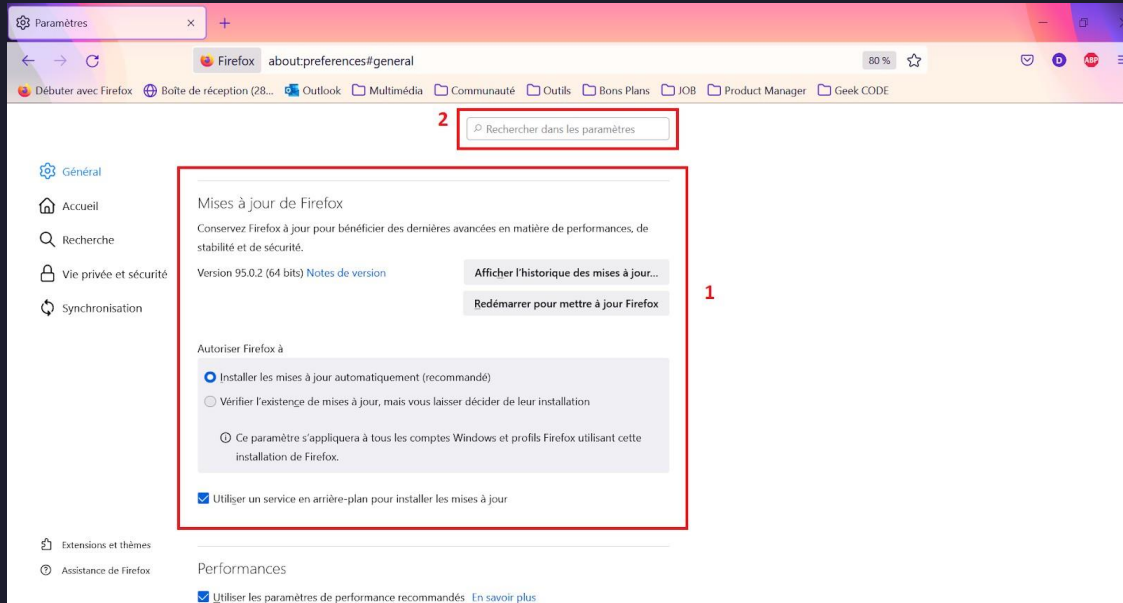 Paramètres
Firefox about:preferences#general 80 %
Débuter avec Firefox Boîte de réception (28... Outlook Multimédia Communauté Outils Bons Plans JOB Product Manager Geek CODE
D ABP
2
Rechercher dans les paramètres
Général
Accueil
Recherche
Vie privée et sécurité
Synchronisation
Extensions et thèmes
Assistance de Firefox
Mises à jour de Firefox
Conservez Firefox à jour pour bénéficier des dernières avancées en matière de performances, de
stabilité et de sécurité.
Version 95.0.2 (64 bits) Notes de version
Afficher l'historique des mises à jour...
Redémarrer pour mettre à jour Firefox
1
Autoriser Firefox à
Installer les mises à jour automatiquement (recommandé)
Vérifier l'existence de mises à jour, mais vous laisser décider de leur installation
Ce paramètre s'appliquera à tous les comptes Windows et profils Firefox utilisant cette
installation de Firefox.
Utiliser un service en arrière-plan pour installer les mises à jour
Performances
Utiliser les paramètres de performance recommandés En savoir plus